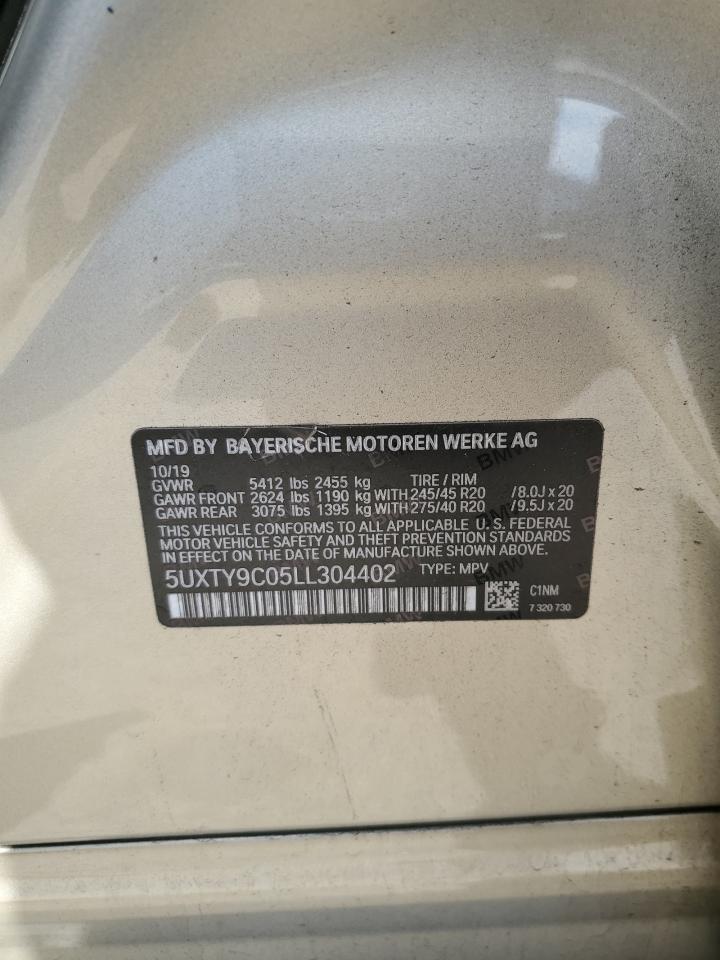 MFD BY BAYERISCHE MOTOREN WERKE AG
10/19
GVWR 5412 lbs 2455 kg TIRE / RIM
GAWR FRONT 2624 lbs 1190 kg WITH 245/45 R20 /8.0J x 20
GAWR REAR 3075 lbs 1395 kg WITH 275/40 R20 /9.5J x 20
THIS VEHICLE CONFORMS TO ALL APPLICABLE U.S. FEDERAL
MOTOR VEHICLE SAFETY AND THEFT PREVENTION STANDARDS
IN EFFECT ON THE DATE OF MANUFACTURE SHOWN ABOVE.
5UXTY9C05LL304402 TYPE: MPV
C1NM
7 320 730